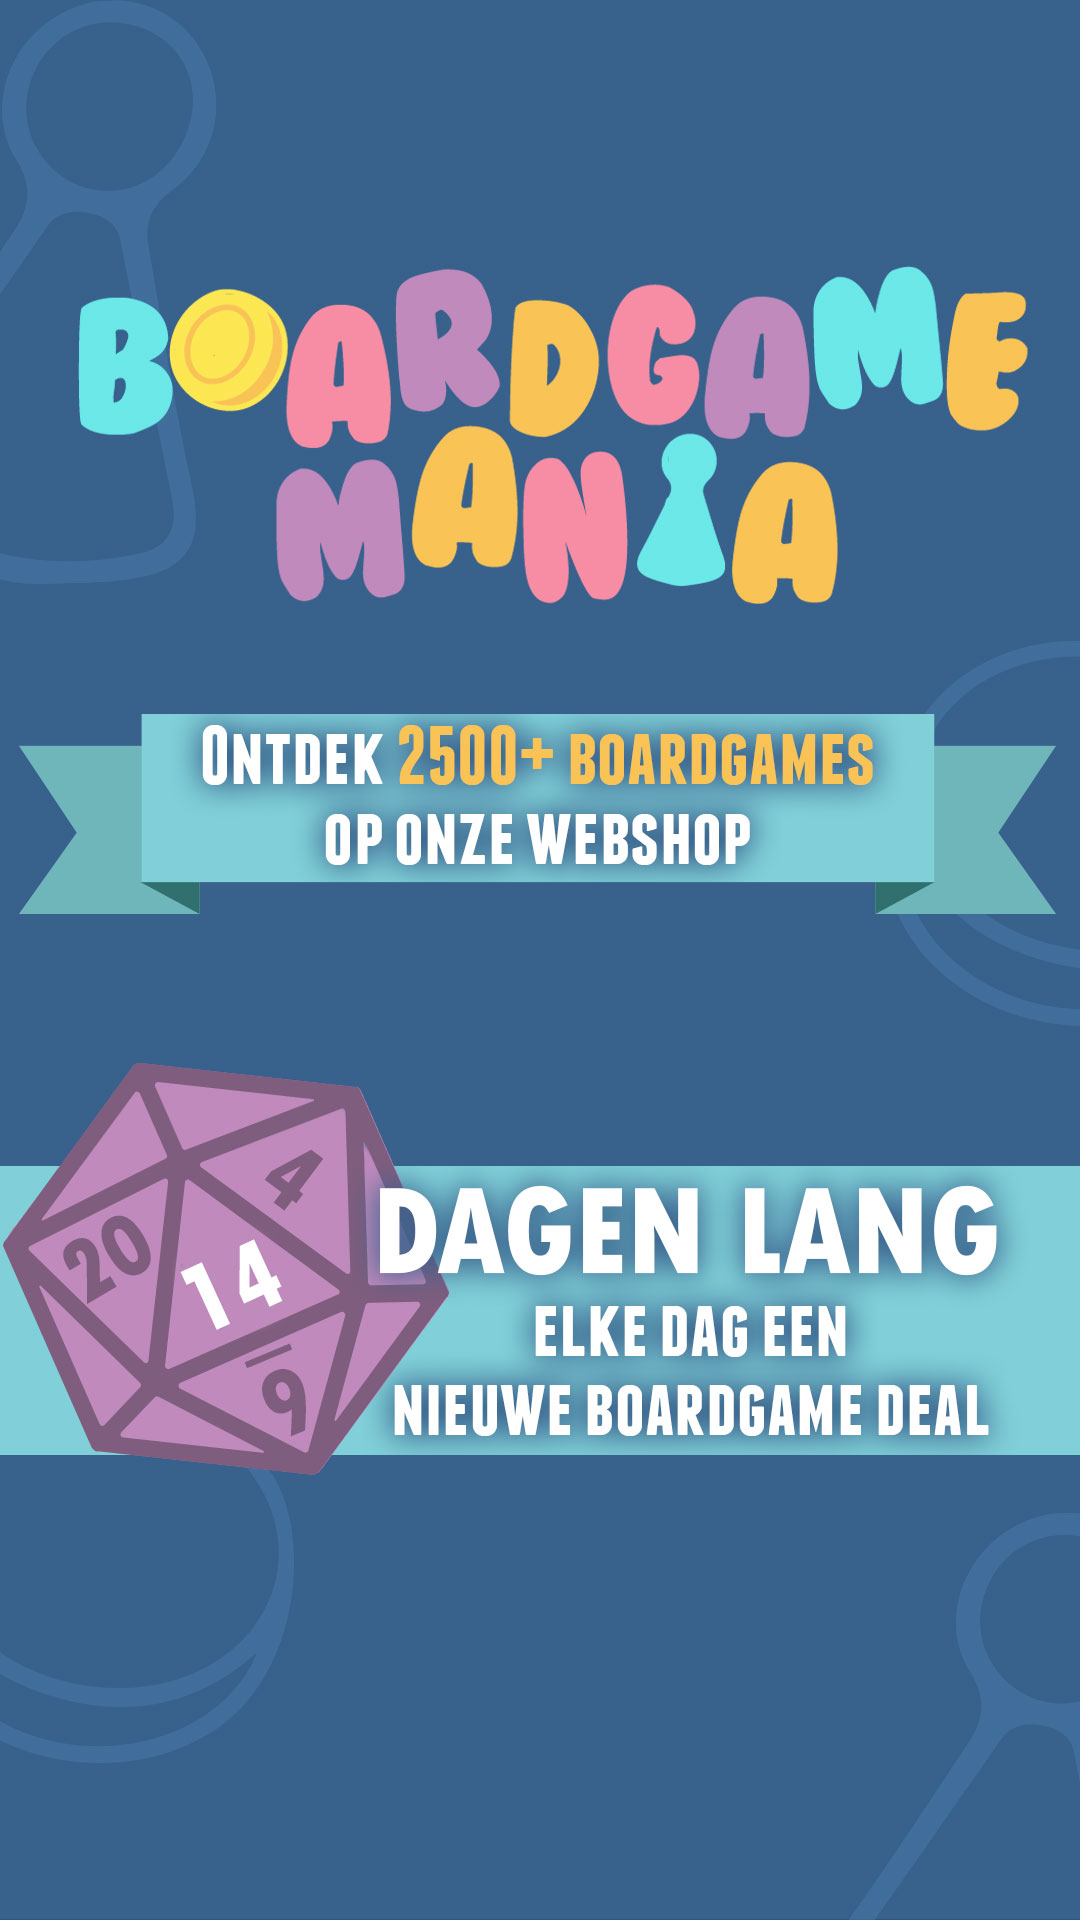 BOARDGAME
MANIA
ONTDEK 2500+ BOARDGAMES
OP ONZE WEBSHOP
4
20
14 DAGEN LANG
ELKE DAG EEN
9
NIEUWE BOARDGAME DEAL